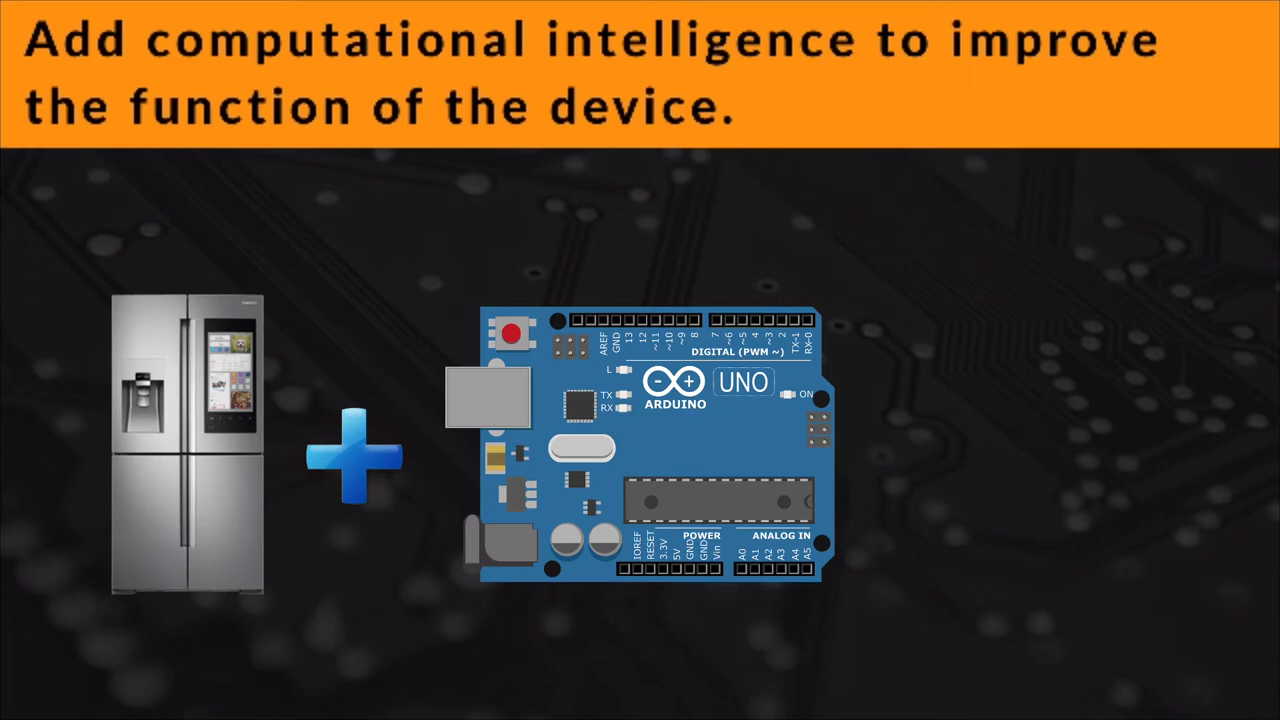 Add computational intelligence to improve
the function of the device.
AREF
GND
13
12
~11
~10
~9
8
7
~6
~5
4
~3
2
TX→1
RX←0
DIGITAL (PWM ~)
L
TX
RX
UNO
ON
ARDUINO
POWER
ANALOG IN
IOREF
RESET
3.3V
5V
GND
GND
Vin
A0
A1
A2
A3
A4
A5